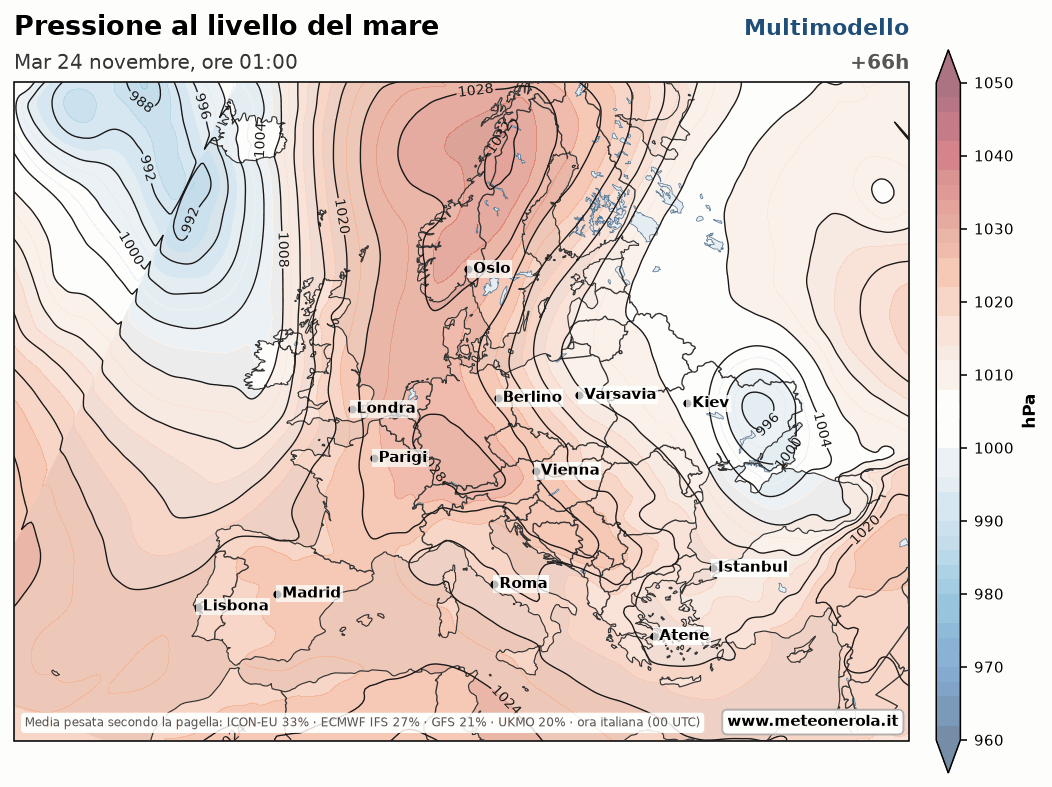 Pressione al livello del mare
Multimodello
Mar 24 novembre, ore 01:00
+66h
1028
988
996
1004
992
992
1020
1000
1008
Oslo
Londra
Berlino
Varsavia
Kiev
996
1004
1000
Parigi
Vienna
1020
Istanbul
Roma
Madrid
Lisbona
Atene
1024
Media pesata secondo la pagella: ICON-EU 33% · ECMWF IFS 27% · GFS 21% · UKMO 20% · ora italiana (00 UTC)
www.meteonerola.it
1050
1040
1030
1020
1010
1000
990
980
970
960
hPa